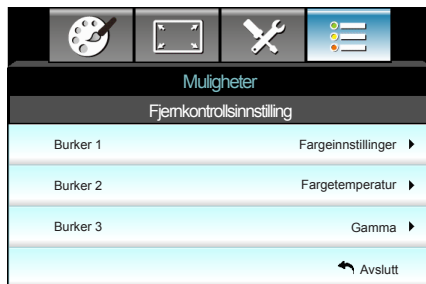 Muligheter
Fjernkontrollsinnstilling
Burker 1 Fargeinnstillinger
Burker 2 Fargetemperatur
Burker 3 Gamma
Avslutt